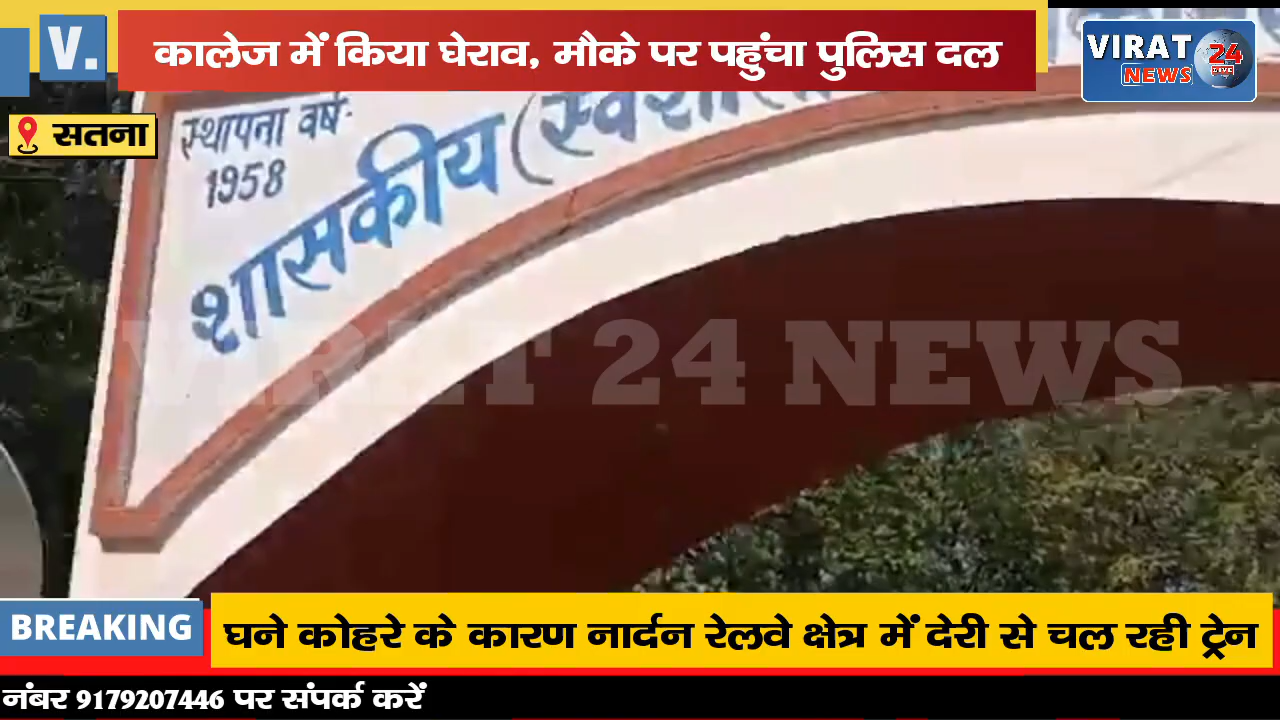 V.
कालेज में किया घेराव, मौके पर पहुंचा पुलिस दल
VIRAT
24
NEWS
LIVE
सतना
स्थापना वर्ष-
1958
शासकीय
VIRAT 24 NEWS
BREAKING
घने कोहरे के कारण नार्दन रेलवे क्षेत्र में देरी से चल रही ट्रेन
नंबर 9179207446 पर संपर्क करें